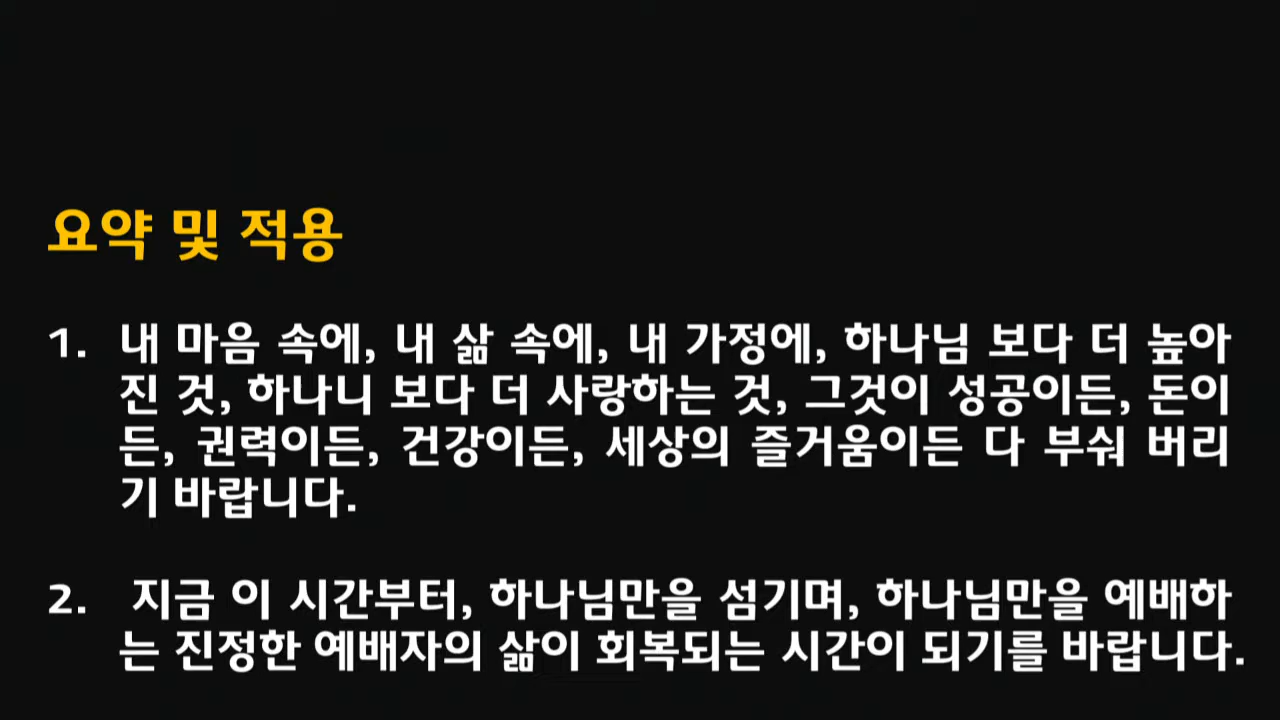 요약 및 적용
1. 내 마음 속에, 내 삶 속에, 내 가정에, 하나님 보다 더 높아
진 것, 하나니 보다 더 사랑하는 것, 그것이 성공이든, 돈이
든, 권력이든, 건강이든, 세상의 즐거움이든 다 부숴 버리
기 바랍니다.
2. 지금 이 시간부터, 하나님만을 섬기며, 하나님만을 예배하
는 진정한 예배자의 삶이 회복되는 시간이 되기를 바랍니다.